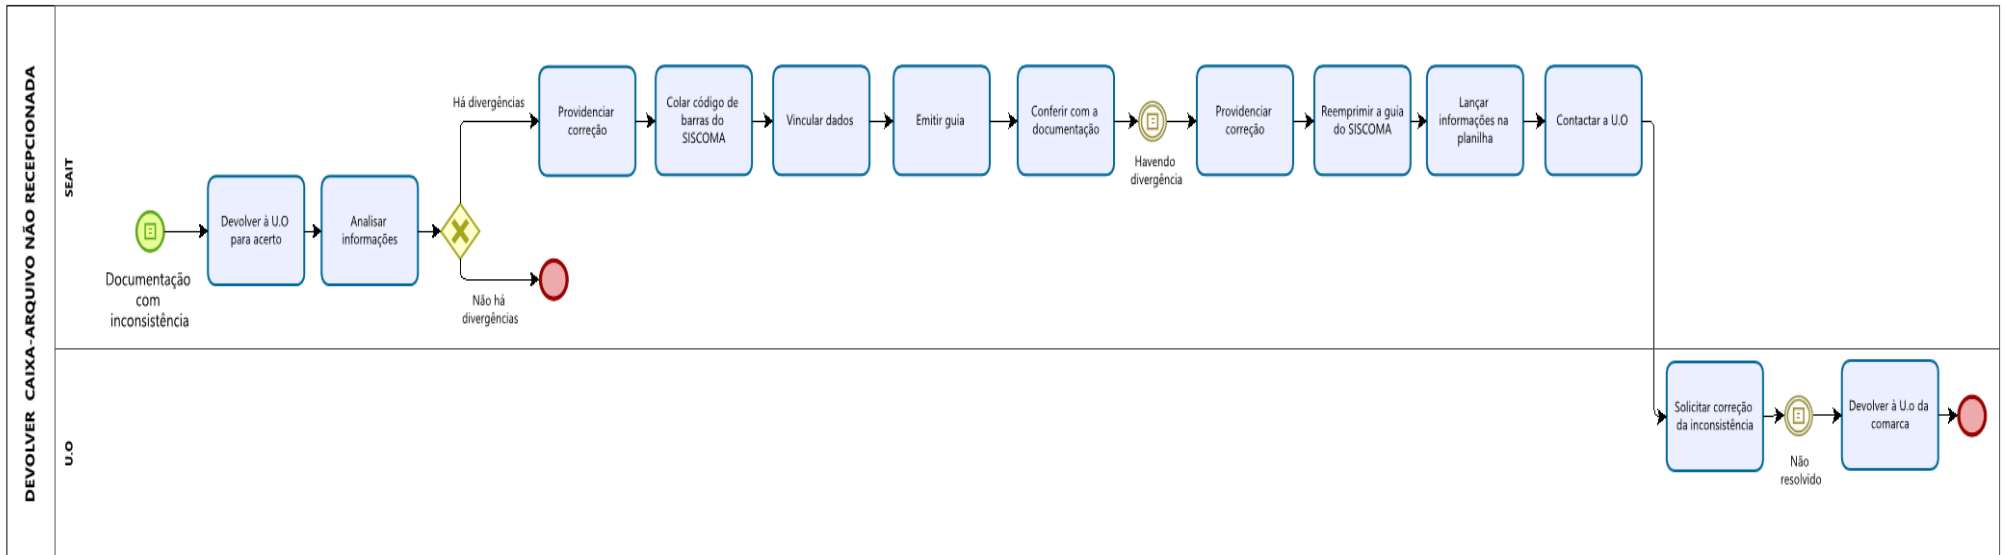 DEVOLVER CAIXA-ARQUIVO NÃO RECEPCIONADA
SEAIT
Documentação
com
inconsistência
Devolver à U.O
para acerto
Analisar
informações
Há divergências
Não há
divergências
Providenciar
correção
Colar código de
barras do
SISCOMA
Vincular dados
Emitir guia
Conferir com a
documentação
Havendo
divergência
Providenciar
correção
Reemprimir a guia
do SISCOMA
Lançar
informações na
planilha
Contactar a U.O
U.O
Solicitar correção
da inconsistência
Não
resolvido
Devolver à U.o da
comarca